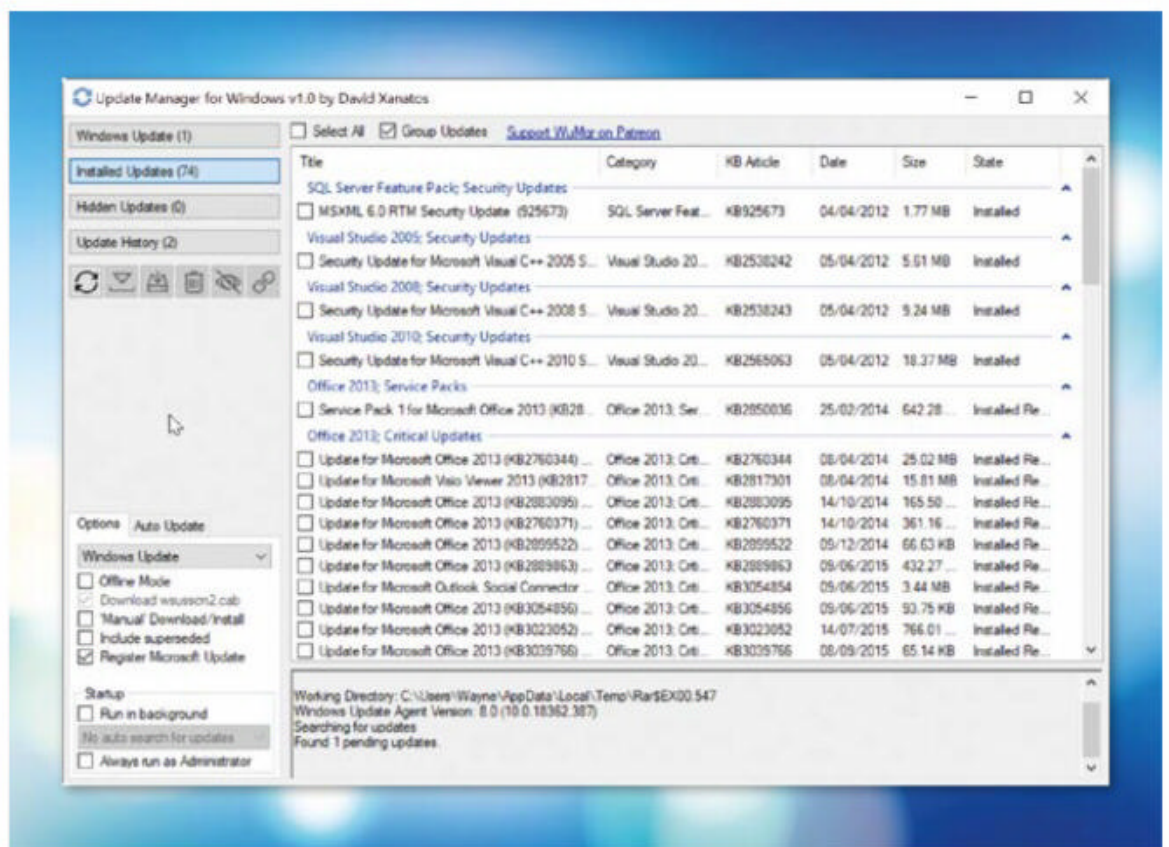 Update Manager for Windows v1.0 by David Xanatos
Windows Update (1)
Installed Updates (74)
Hidden Updates (0)
Update History (2)
Select All Group Updates Support WuMgr on Patreon
Title Category KB Article Date Size State
SQL Server Feature Pack; Security Updates
MSXML 6.0 RTM Security Update (925673) SQL Server Feat... KB925673 04/04/2012 1.77 MB Installed
Visual Studio 2005; Security Updates
Security Update for Microsoft Visual C++ 2005 S... Visual Studio 20... KB2538242 05/04/2012 5.61 MB Installed
Visual Studio 2008; Security Updates
Security Update for Microsoft Visual C++ 2008 S... Visual Studio 20... KB2538243 05/04/2012 9.24 MB Installed
Visual Studio 2010; Security Updates
Security Update for Microsoft Visual C++ 2010 S... Visual Studio 20... KB2565063 05/04/2012 18.37 MB Installed
Office 2013; Service Packs
Service Pack 1 for Microsoft Office 2013 (KB28... Office 2013; Ser... KB2850036 25/02/2014 642.28 ... Installed Re...
Office 2013; Critical Updates
Update for Microsoft Office 2013 (KB2760344) ... Office 2013; Criti... KB2760344 08/04/2014 25.02 MB Installed Re...
Update for Microsoft Visio Viewer 2013 (KB2817... Office 2013; Criti... KB2817301 08/04/2014 15.81 MB Installed Re...
Update for Microsoft Office 2013 (KB2883095) ... Office 2013; Criti... KB2883095 14/10/2014 165.50 ... Installed Re...
Update for Microsoft Office 2013 (KB2760371) ... Office 2013; Criti... KB2760371 14/10/2014 361.16 ... Installed Re...
Update for Microsoft Office 2013 (KB2899522) ... Office 2013; Criti... KB2899522 09/12/2014 66.63 KB Installed Re...
Update for Microsoft Office 2013 (KB2889863) ... Office 2013; Criti... KB2889863 09/06/2015 432.27 ... Installed Re...
Update for Microsoft Outlook Social Connector ... Office 2013; Criti... KB3054854 09/06/2015 3.44 MB Installed Re...
Update for Microsoft Office 2013 (KB3054856) ... Office 2013; Criti... KB3054856 09/06/2015 93.75 KB Installed Re...
Update for Microsoft Office 2013 (KB3023052) ... Office 2013; Criti... KB3023052 14/07/2015 766.01 ... Installed Re...
Update for Microsoft Office 2013 (KB3039766) ... Office 2013; Criti... KB3039766 08/09/2015 65.14 KB Installed Re...
Options Auto Update
Windows Update
Offline Mode
Download wsusscn2.cab
'Manual' Download/Install
Include superseded
Register Microsoft Update
Startup
Run in background
No auto search for updates
Always run as Administrator
Working Directory: C:\Users\Wayne\AppData\Local\Temp\Rar$EX00.547
Windows Update Agent Version: 8.0 (10.0.18362.387)
Searching for updates
Found 1 pending updates.